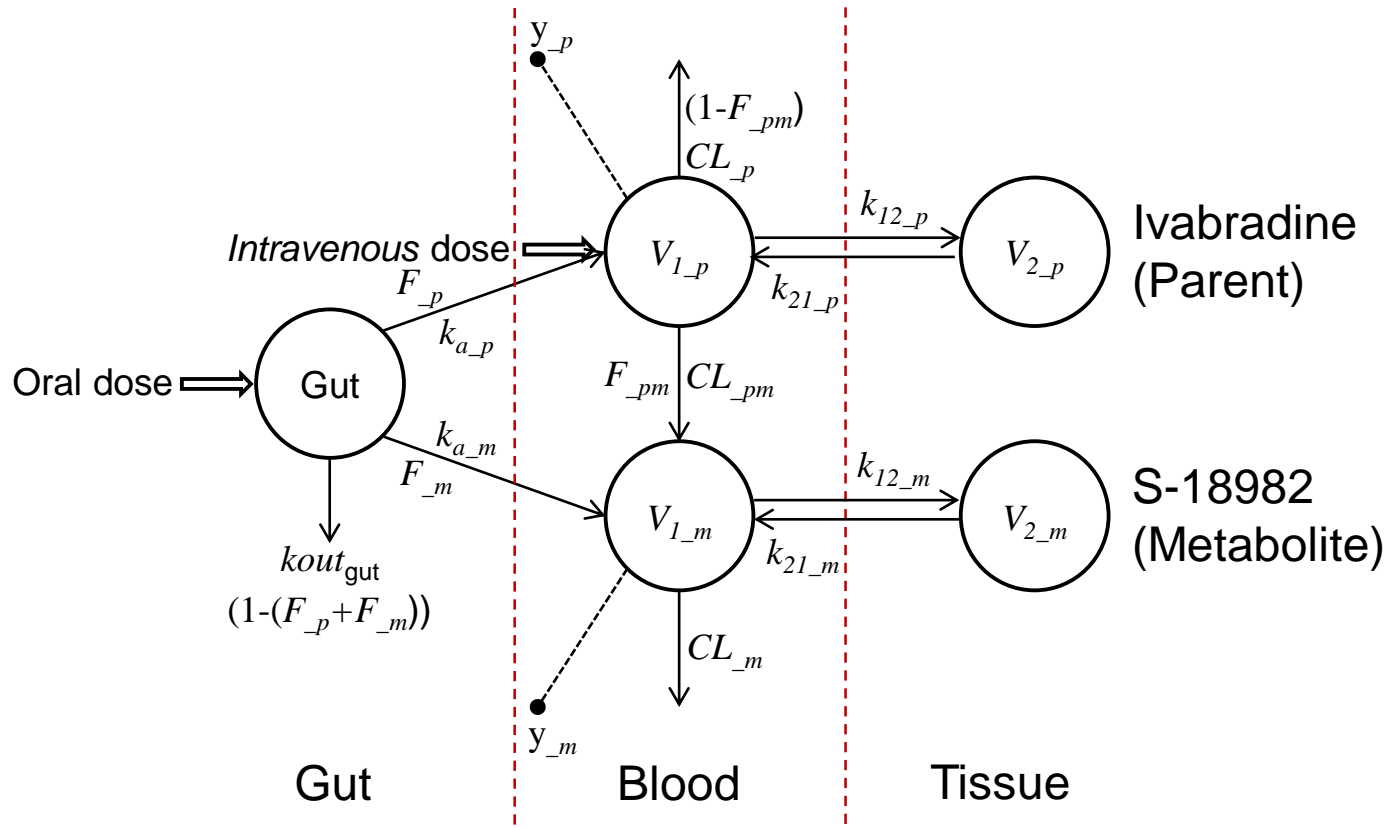 y_p
(1-F_pm)
CL_p
k12_p
Intravenous dose
V1_p
V2_p
Ivabradine
(Parent)
F_p
k21_p
ka_p
Oral dose
Gut
F_pm
CL_pm
ka_m
F_m
k12_m
V1_m
V2_m
S-18982
(Metabolite)
k21_m
koutgut
(1-(F_p+F_m))
CL_m
y_m
Gut
Blood
Tissue